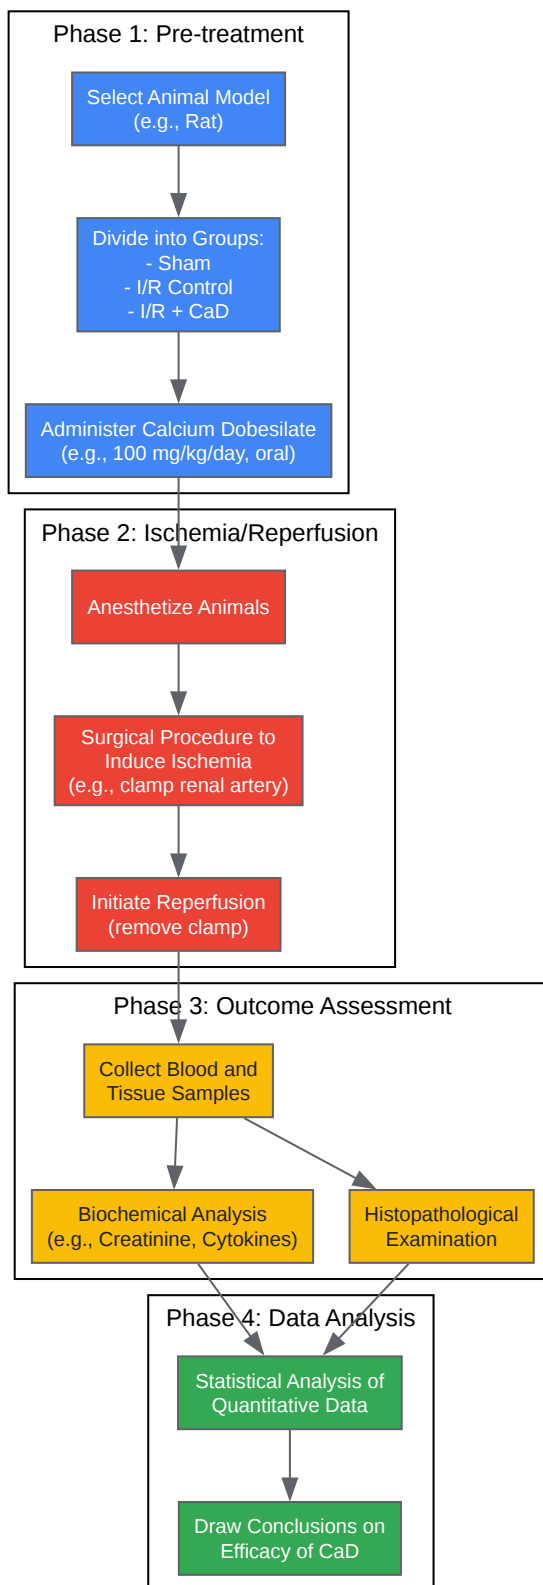 Phase 1: Pre-treatment
Select Animal Model
(e.g., Rat)
Divide into Groups:
- Sham
- I/R Control
- I/R + CaD
Administer Calcium Dobesilate
(e.g., 100 mg/kg/day, oral)
Phase 2: Ischemia/Reperfusion
Anesthetize Animals
Surgical Procedure to
Induce Ischemia
(e.g., clamp renal artery)
Initiate Reperfusion
(remove clamp)
Phase 3: Outcome Assessment
Collect Blood and
Tissue Samples
Biochemical Analysis
(e.g., Creatinine, Cytokines)
Histopathological
Examination
Phase 4: Data Analysis
Statistical Analysis of
Quantitative Data
Draw Conclusions on
Efficacy of CaD